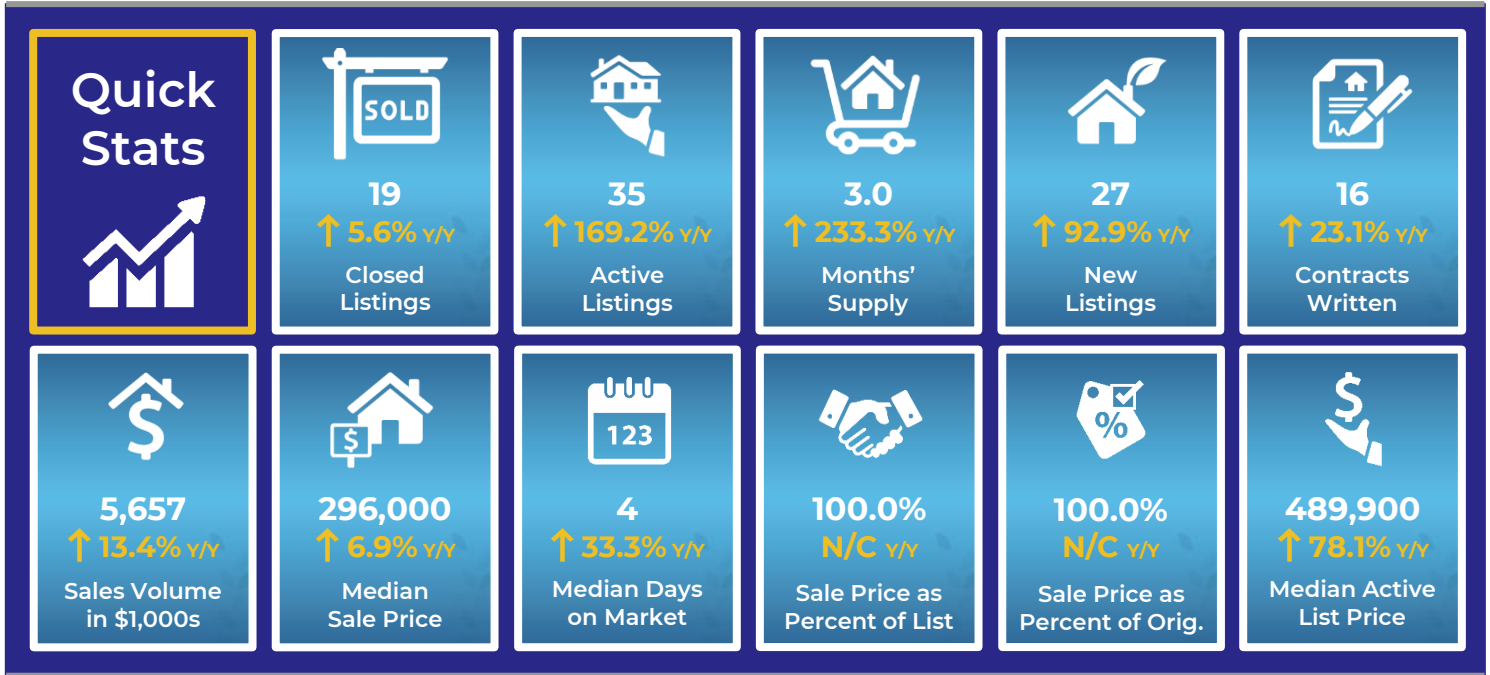 Quick
Stats
SOLD
19
↑ 5.6% Y/Y
Closed
Listings
35
↑ 169.2% Y/Y
Active
Listings
3.0
↑ 233.3% Y/Y
Months’
Supply
27
↑ 92.9% Y/Y
New
Listings
16
↑ 23.1% Y/Y
Contracts
Written
$
5,657
↑ 13.4% Y/Y
Sales Volume
in $1,000s
$
296,000
↑ 6.9% Y/Y
Median
Sale Price
123
4
↑ 33.3% Y/Y
Median Days
on Market
100.0%
N/C Y/Y
Sale Price as
Percent of List
%
100.0%
N/C Y/Y
Sale Price as
Percent of Orig.
$
489,900
↑ 78.1% Y/Y
Median Active
List Price